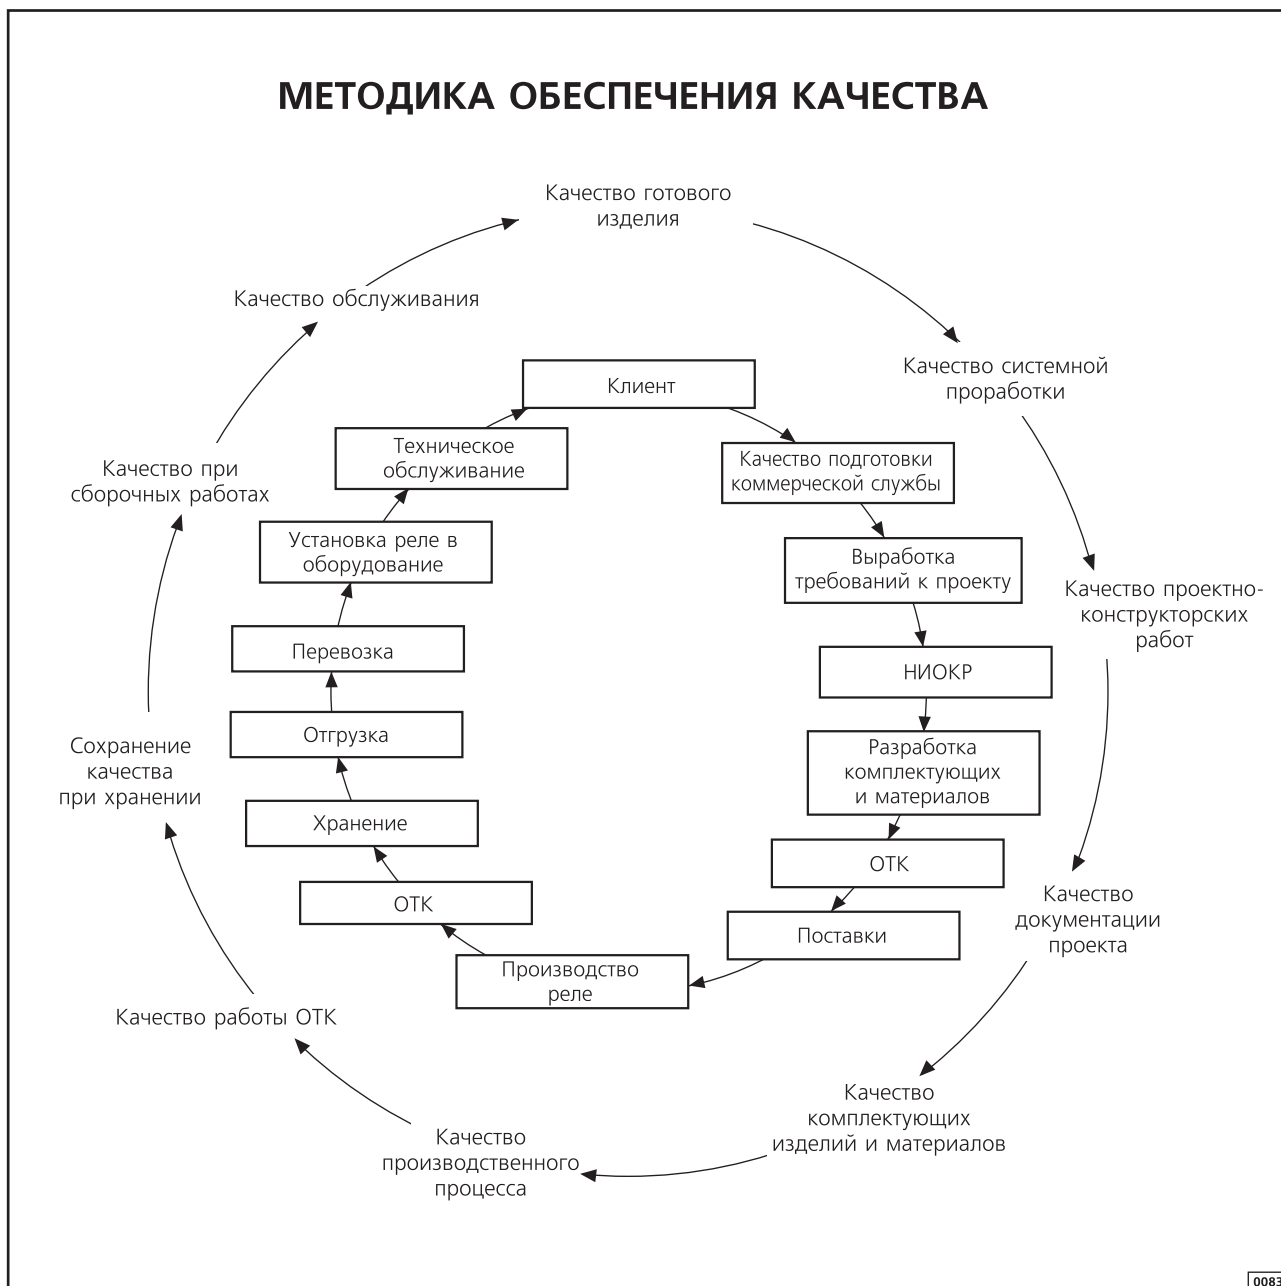 МЕТОДИКА ОБЕСПЕЧЕНИЯ КАЧЕСТВА
Качество готового
изделия
Качество системной
проработки
Качество проектно-
конструкторских
работ
Качество
документации
проекта
Качество
комплектующих
изделий и материалов
Качество
производственного
процесса
Качество работы ОТК
Сохранение
качества
при хранении
Качество при
сборочных работах
Качество обслуживания
Клиент
Качество подготовки
коммерческой службы
Выработка
требований к проекту
НИОКР
Разработка
комплектующих
и материалов
ОТК
Поставки
Производство
реле
ОТК
Хранение
Отгрузка
Перевозка
Установка реле в
оборудование
Техническое
обслуживание
0083